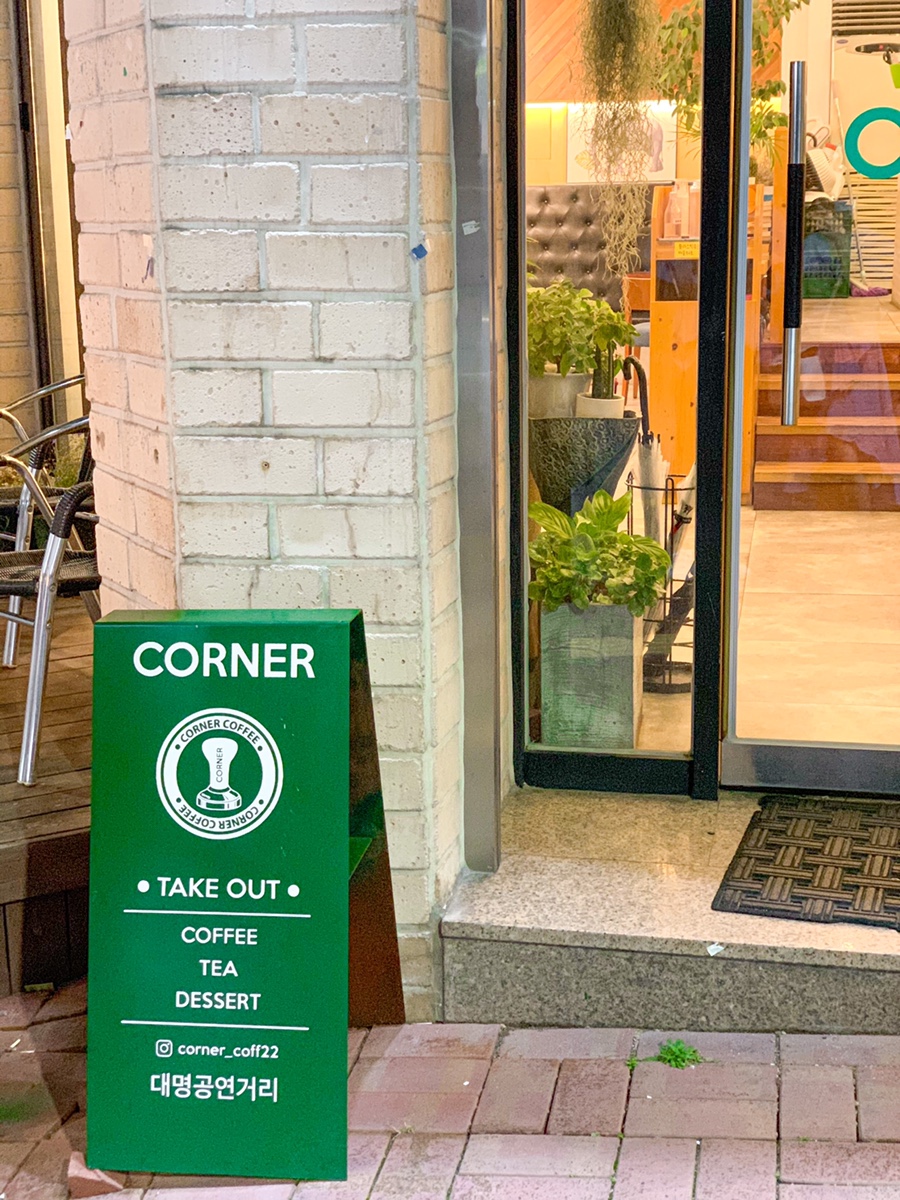 CORNER
• CORNER COFFEE •
CORNER
CORNER COFFEE
• TAKE OUT •
COFFEE
TEA
DESSERT
corner_coff22
대명공연거리